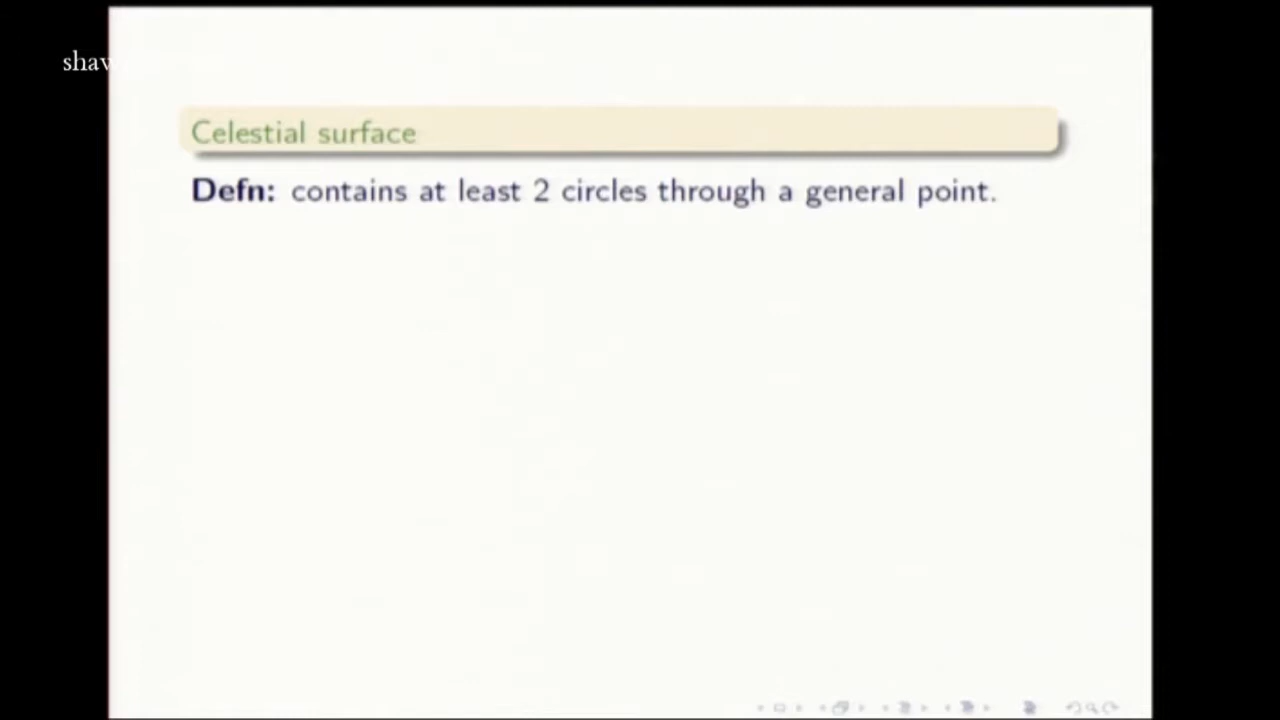 shaw
Celestial surface
Defn: contains at least 2 circles through a general point.